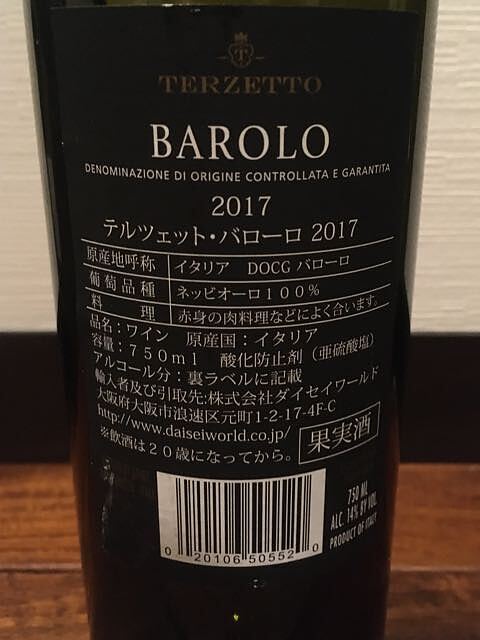 T
TERZETTO
BAROLO
DENOMINAZIONE DI ORIGINE CONTROLLATA E GARANTITA
2017
テルツェット・バローロ 2017
原産地呼称 イタリア DOCG バローロ
葡萄品種 ネッビオーロ100%
料理 赤身の肉料理などによく合います。
品名：ワイン 原産国：イタリア
容量：750ml 酸化防止剤（亜硫酸塩）
アルコール分：裏ラベルに記載
輸入者及び引取先:株式会社ダイセイワールド
大阪府大阪市浪速区元町1-2-17-4F-C
http://www.daiseiworld.co.jp/
※飲酒は20歳になってから。
果実酒
750 ML
ALC. 14% BY VOL
PRODUCT OF ITALY
0 20106 50552 0